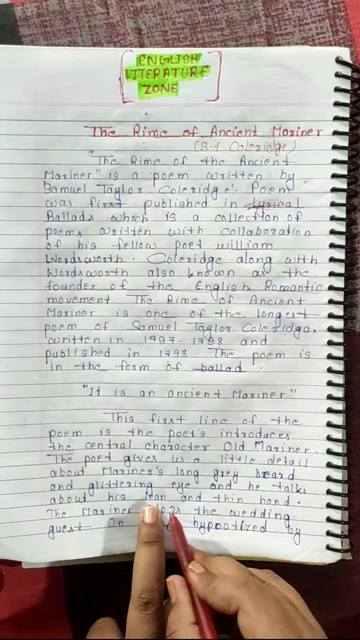 ENGLISH
LITERATURE
ZONE
The Rime of Ancient Mariner
(S.T Coleridge)
"The Rime of the Ancient
Mariner" is a poem written by
Samuel Taylor Coleridge. Poem
was first published in Lyrical
Ballads which is a collection of
poems written with collaboration
of his fellow poet william
Wordsworth. Coleridge along with
Wordsworth also known as the
founder of the English Romantic
movement. The Rime of Ancient
Mariner is one of the longest
poem of Samuel Taylor Coleridge.
written in 1797-1798 and
published in 1798 The poem is
in the form of ballad.
"It is an Ancient Mariner"
This first line of the
poem is the poet's introduces
the central character Old Mariner.
The poet gives us a little detail
about Mariner's long grey beard
and glittering eye and he talks
about his and thin hand.
The Mariner the wedding
guest On hypnotized by